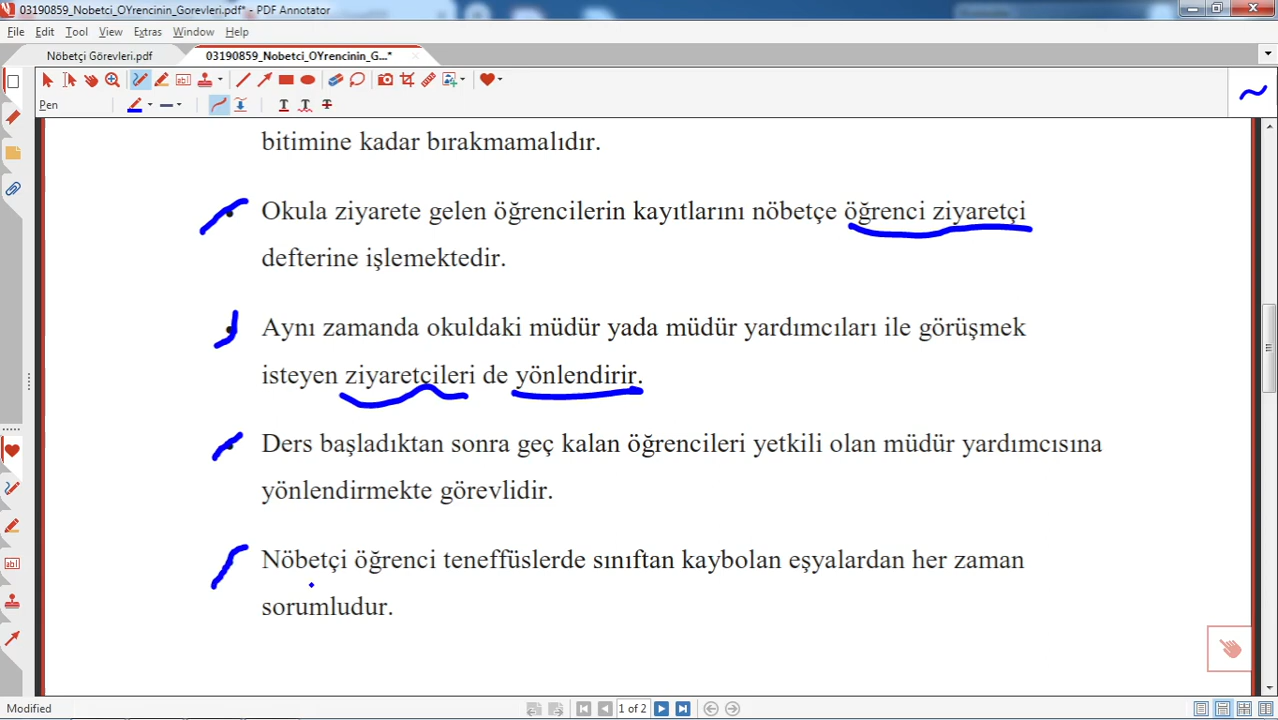 03190859_Nobetci_OYrencinin_Gorevleri.pdf* - PDF Annotator
File Edit Tool View Extras Window Help
Nöbetçi Görevleri.pdf 03190859_Nobetci_OYrencinin_G...*
Pen
bitimine kadar bırakmamalıdır.
Okula ziyarete gelen öğrencilerin kayıtlarını nöbetçe öğrenci ziyaretçi
defterine işlemektedir.
Aynı zamanda okuldaki müdür yada müdür yardımcıları ile görüşmek
isteyen ziyaretçileri de yönlendirir.
Ders başladıktan sonra geç kalan öğrencileri yetkili olan müdür yardımcısına
yönlendirmekte görevlidir.
Nöbetçi öğrenci teneffüslerde sınıftan kaybolan eşyalardan her zaman
sorumludur.
Modified 1 of 2